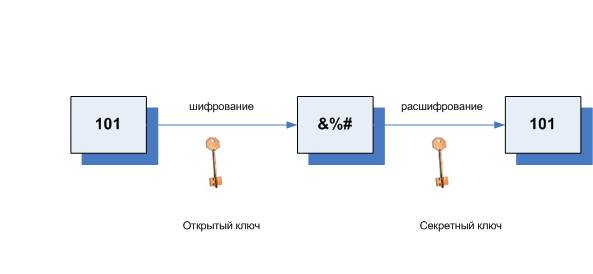 шифрование
расшифрование
101
&%#
101
Открытый ключ
Секретный ключ